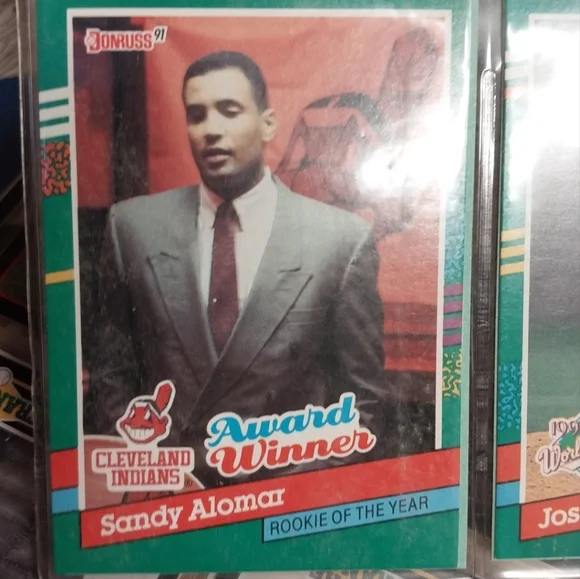 DONRUSS 91
Award
Winner
CLEVELAND
INDIANS
Sandy Alomar
ROOKIE OF THE YEAR
Jos